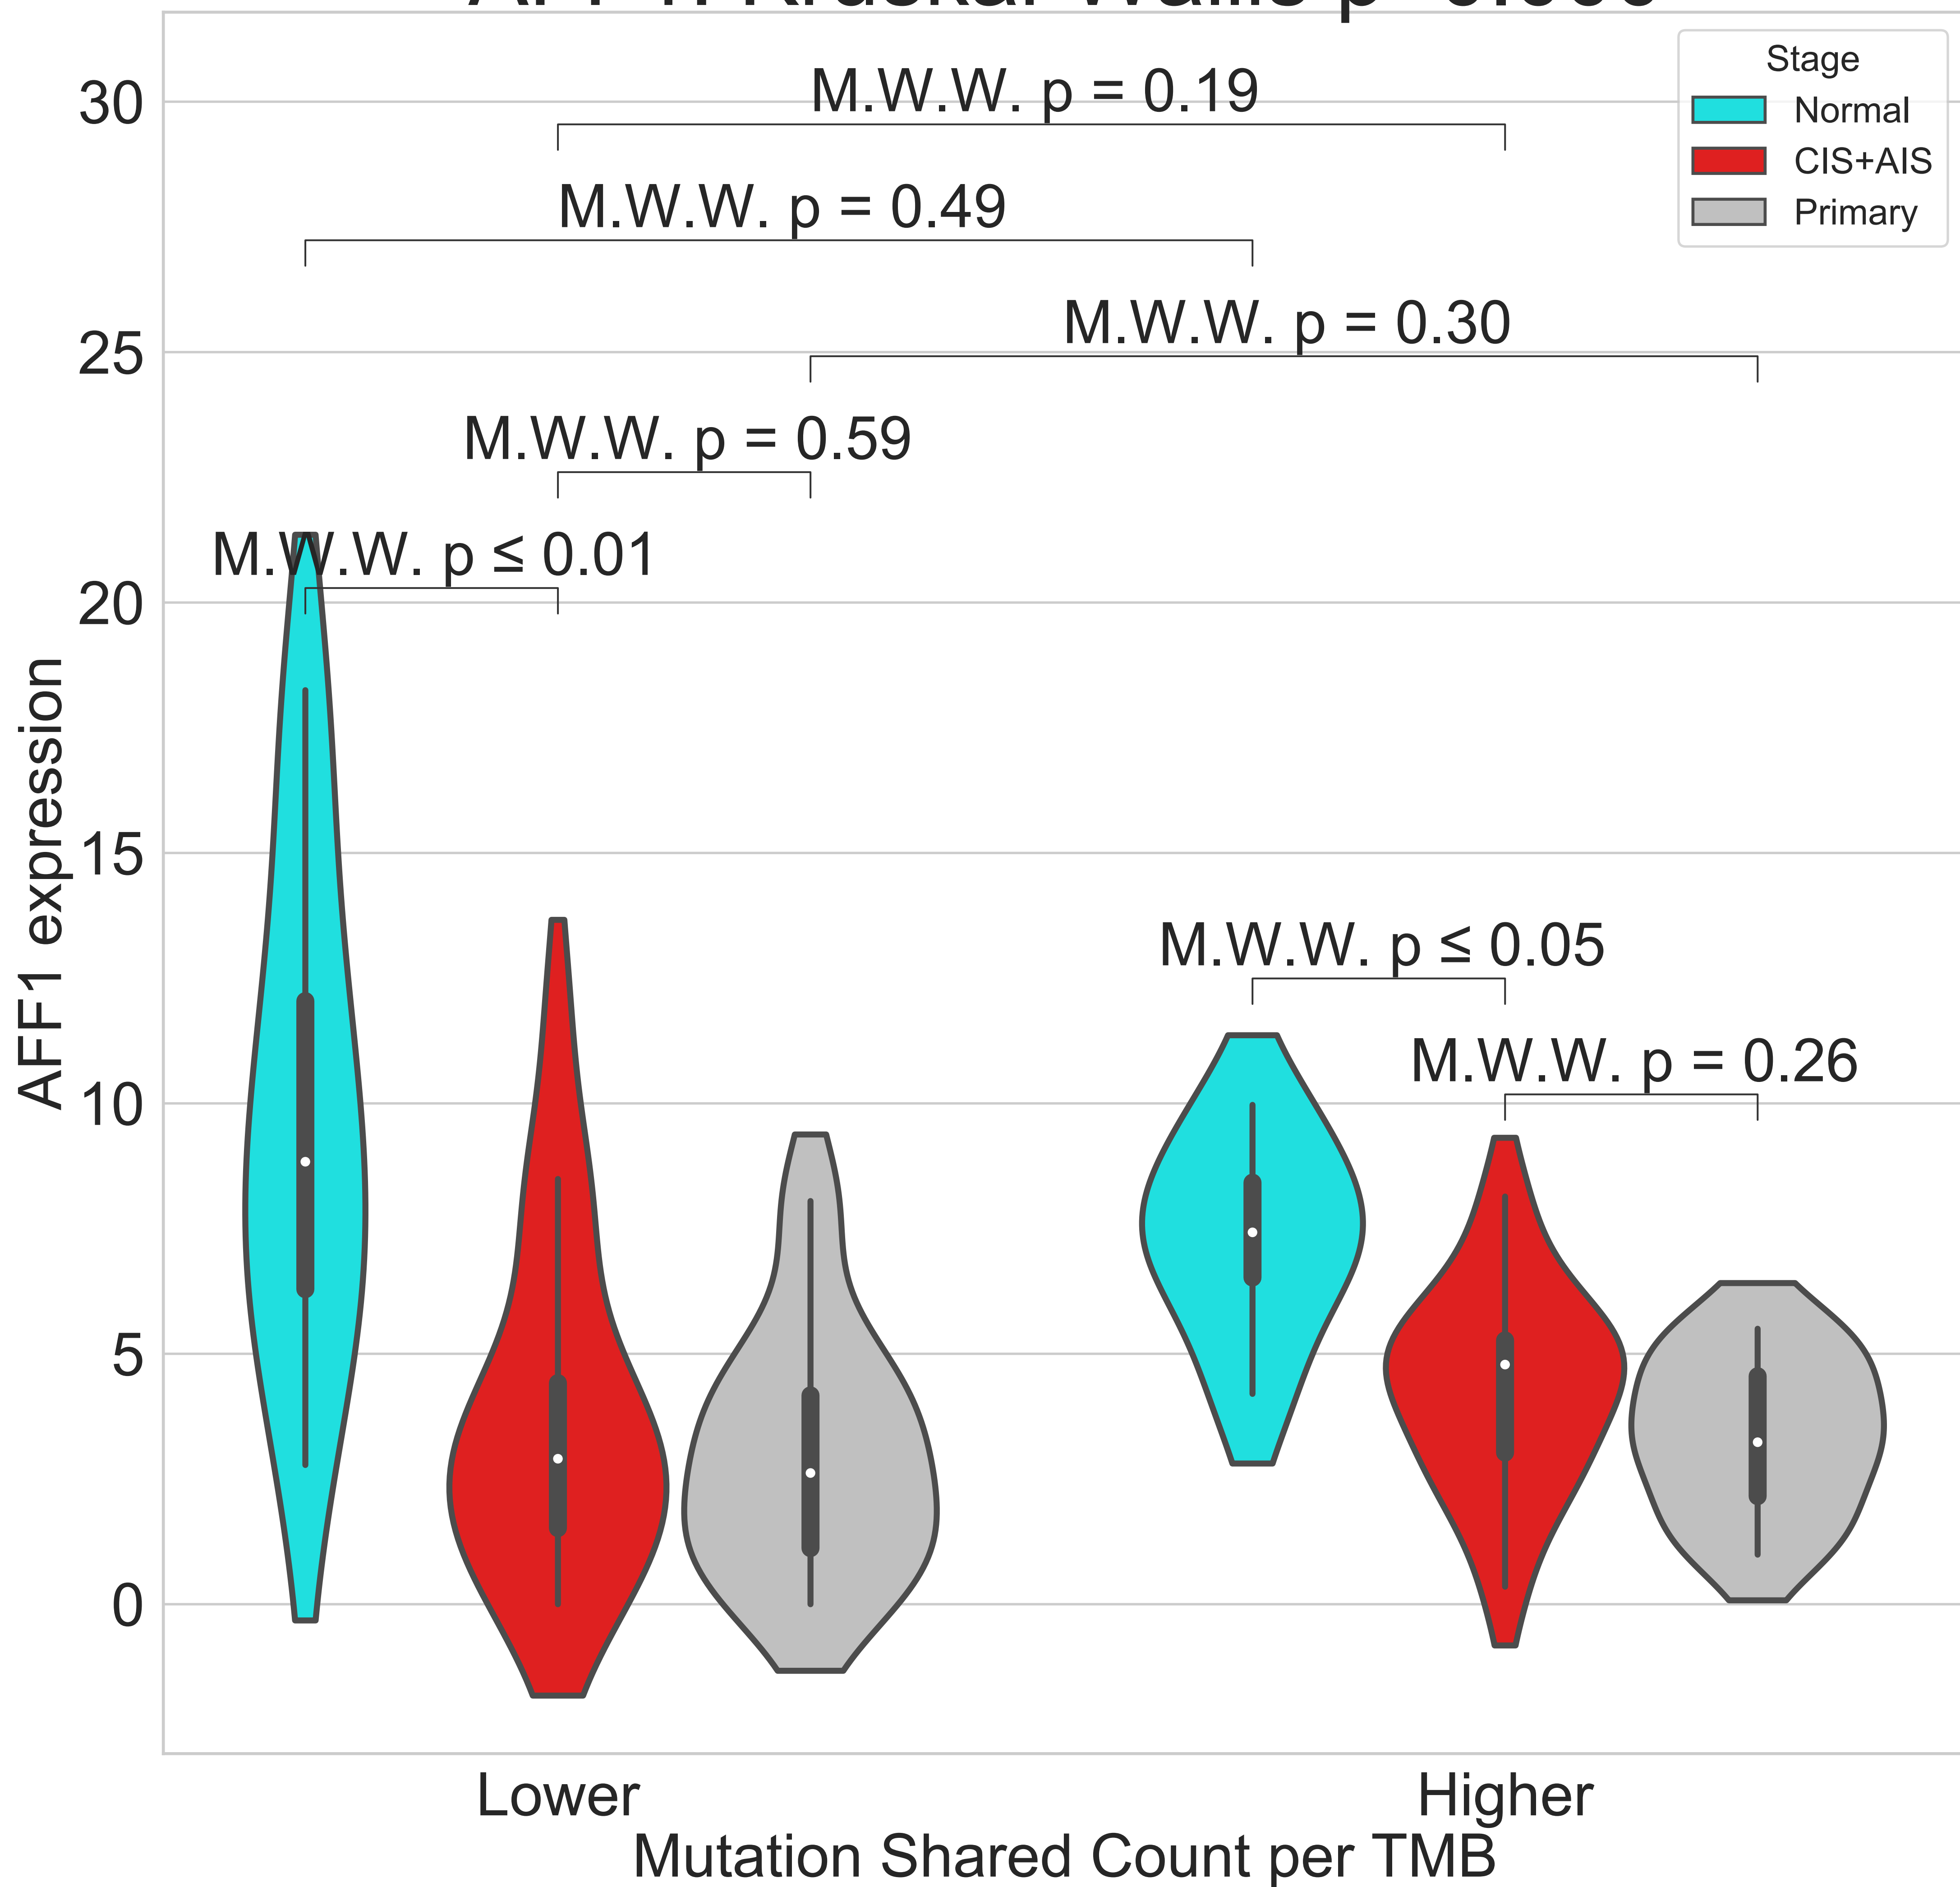 Stage
Normal
CIS+AIS
Primary
M.W.W. p = 0.19
M.W.W. p = 0.49
M.W.W. p = 0.30
M.W.W. p = 0.59
M.W.W. p ≤ 0.01
M.W.W. p ≤ 0.05
M.W.W. p = 0.26
30
25
20
15
10
5
0
AFF1 expression
Lower
Higher
Mutation Shared Count per TMB